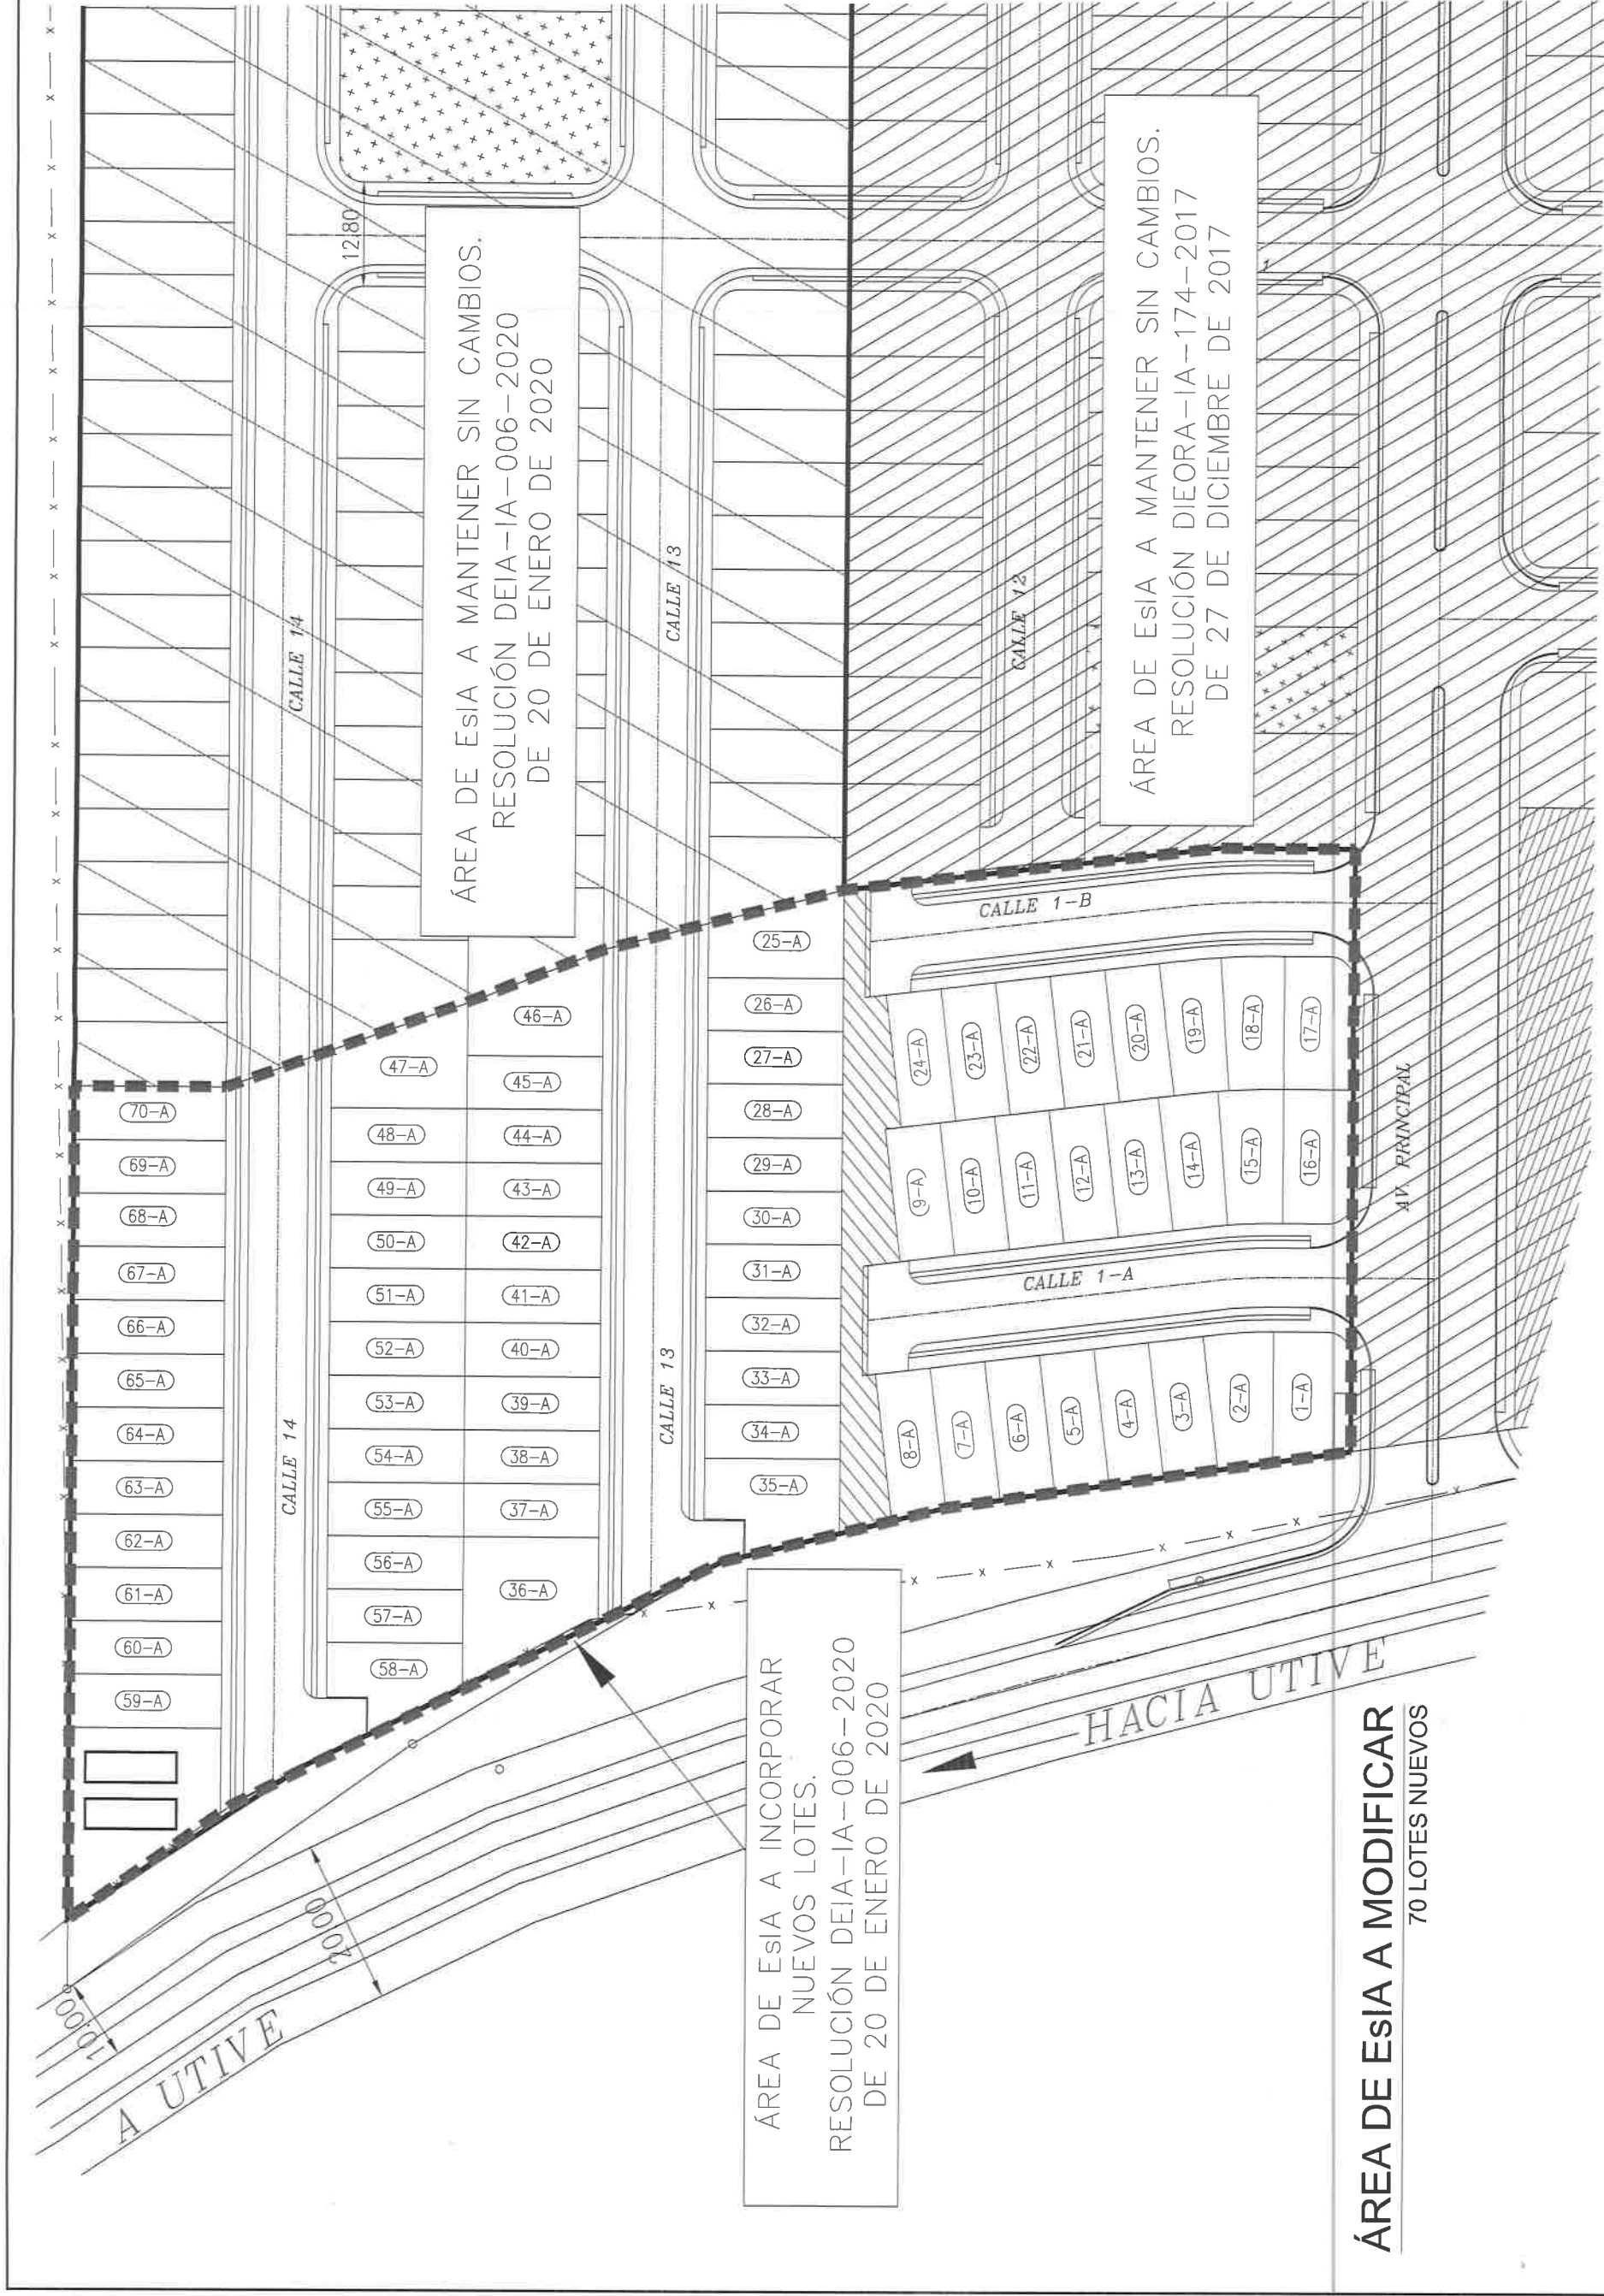 12.80
CALLE 14
ÁREA DE EsIA A MANTENER SIN CAMBIOS.
RESOLUCIÓN DEIA-IA-006-2020
DE 20 DE ENERO DE 2020
CALLE 13
CALLE 12
ÁREA DE EsIA A MANTENER SIN CAMBIOS.
RESOLUCIÓN DIEORA-IA-174-2017
DE 27 DE DICIEMBRE DE 2017
1
70-A
69-A
68-A
67-A
66-A
65-A
64-A
63-A
62-A
61-A
60-A
59-A
CALLE 14
47-A
48-A
49-A
50-A
51-A
52-A
53-A
54-A
55-A
56-A
57-A
58-A
46-A
45-A
44-A
43-A
42-A
41-A
40-A
39-A
38-A
37-A
36-A
CALLE 13
25-A
26-A
27-A
28-A
29-A
30-A
31-A
32-A
33-A
34-A
35-A
CALLE 1-B
24-A
23-A
22-A
21-A
20-A
19-A
18-A
17-A
9-A
10-A
11-A
12-A
13-A
14-A
15-A
16-A
CALLE 1-A
8-A
7-A
6-A
5-A
4-A
3-A
2-A
1-A
AV. PRINCIPAL
ÁREA DE EsIA A INCORPORAR
NUEVOS LOTES.
RESOLUCIÓN DEIA-IA-006-2020
DE 20 DE ENERO DE 2020
HACIA UTIVE
20.00
10.00
A UTIVE
ÁREA DE EsIA A MODIFICAR
70 LOTES NUEVOS